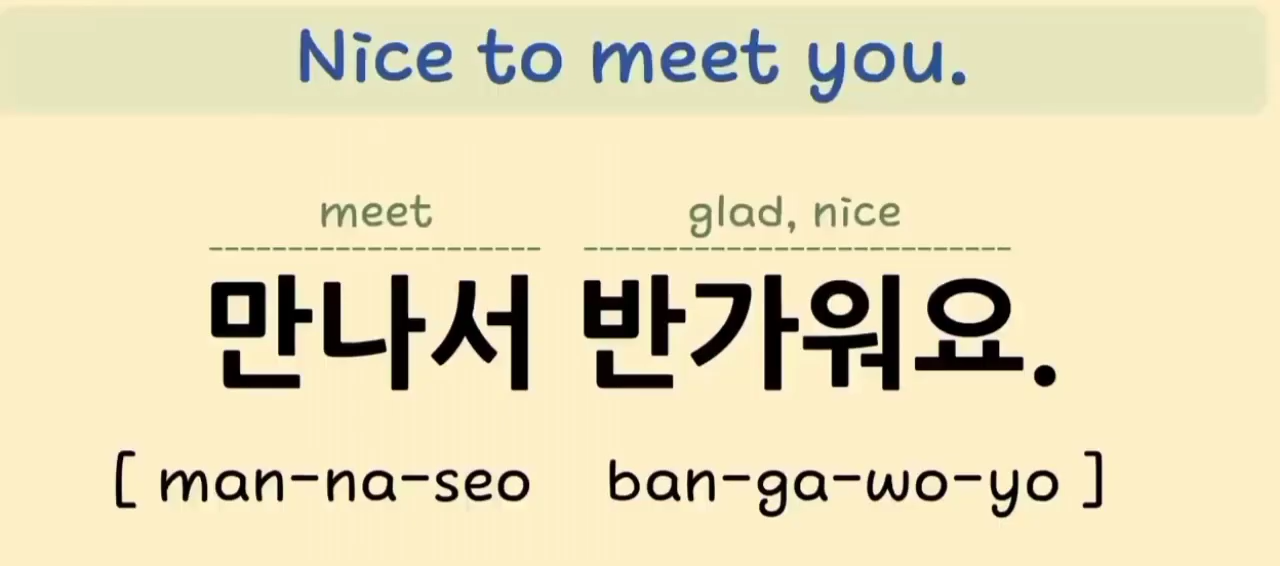 Nice to meet you.
meet glad, nice
만나서 반가워요.
[ man-na-seo ban-ga-wo-yo ]